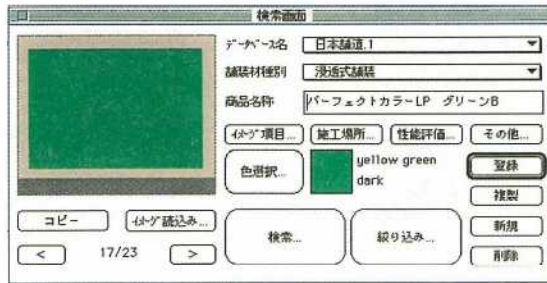 検索画面
データベース名 日本舗道.1
舗装材種別 浸透式舗装
商品名称 パーフェクトカラーLP グリーンB
イメージ項目... 施工場所... 性能評価... その他...
色選択... yellow green
dark
登録
複製
コピー イメージ読込み... 検索... 絞り込み... 新規
< 17/23 > 削除